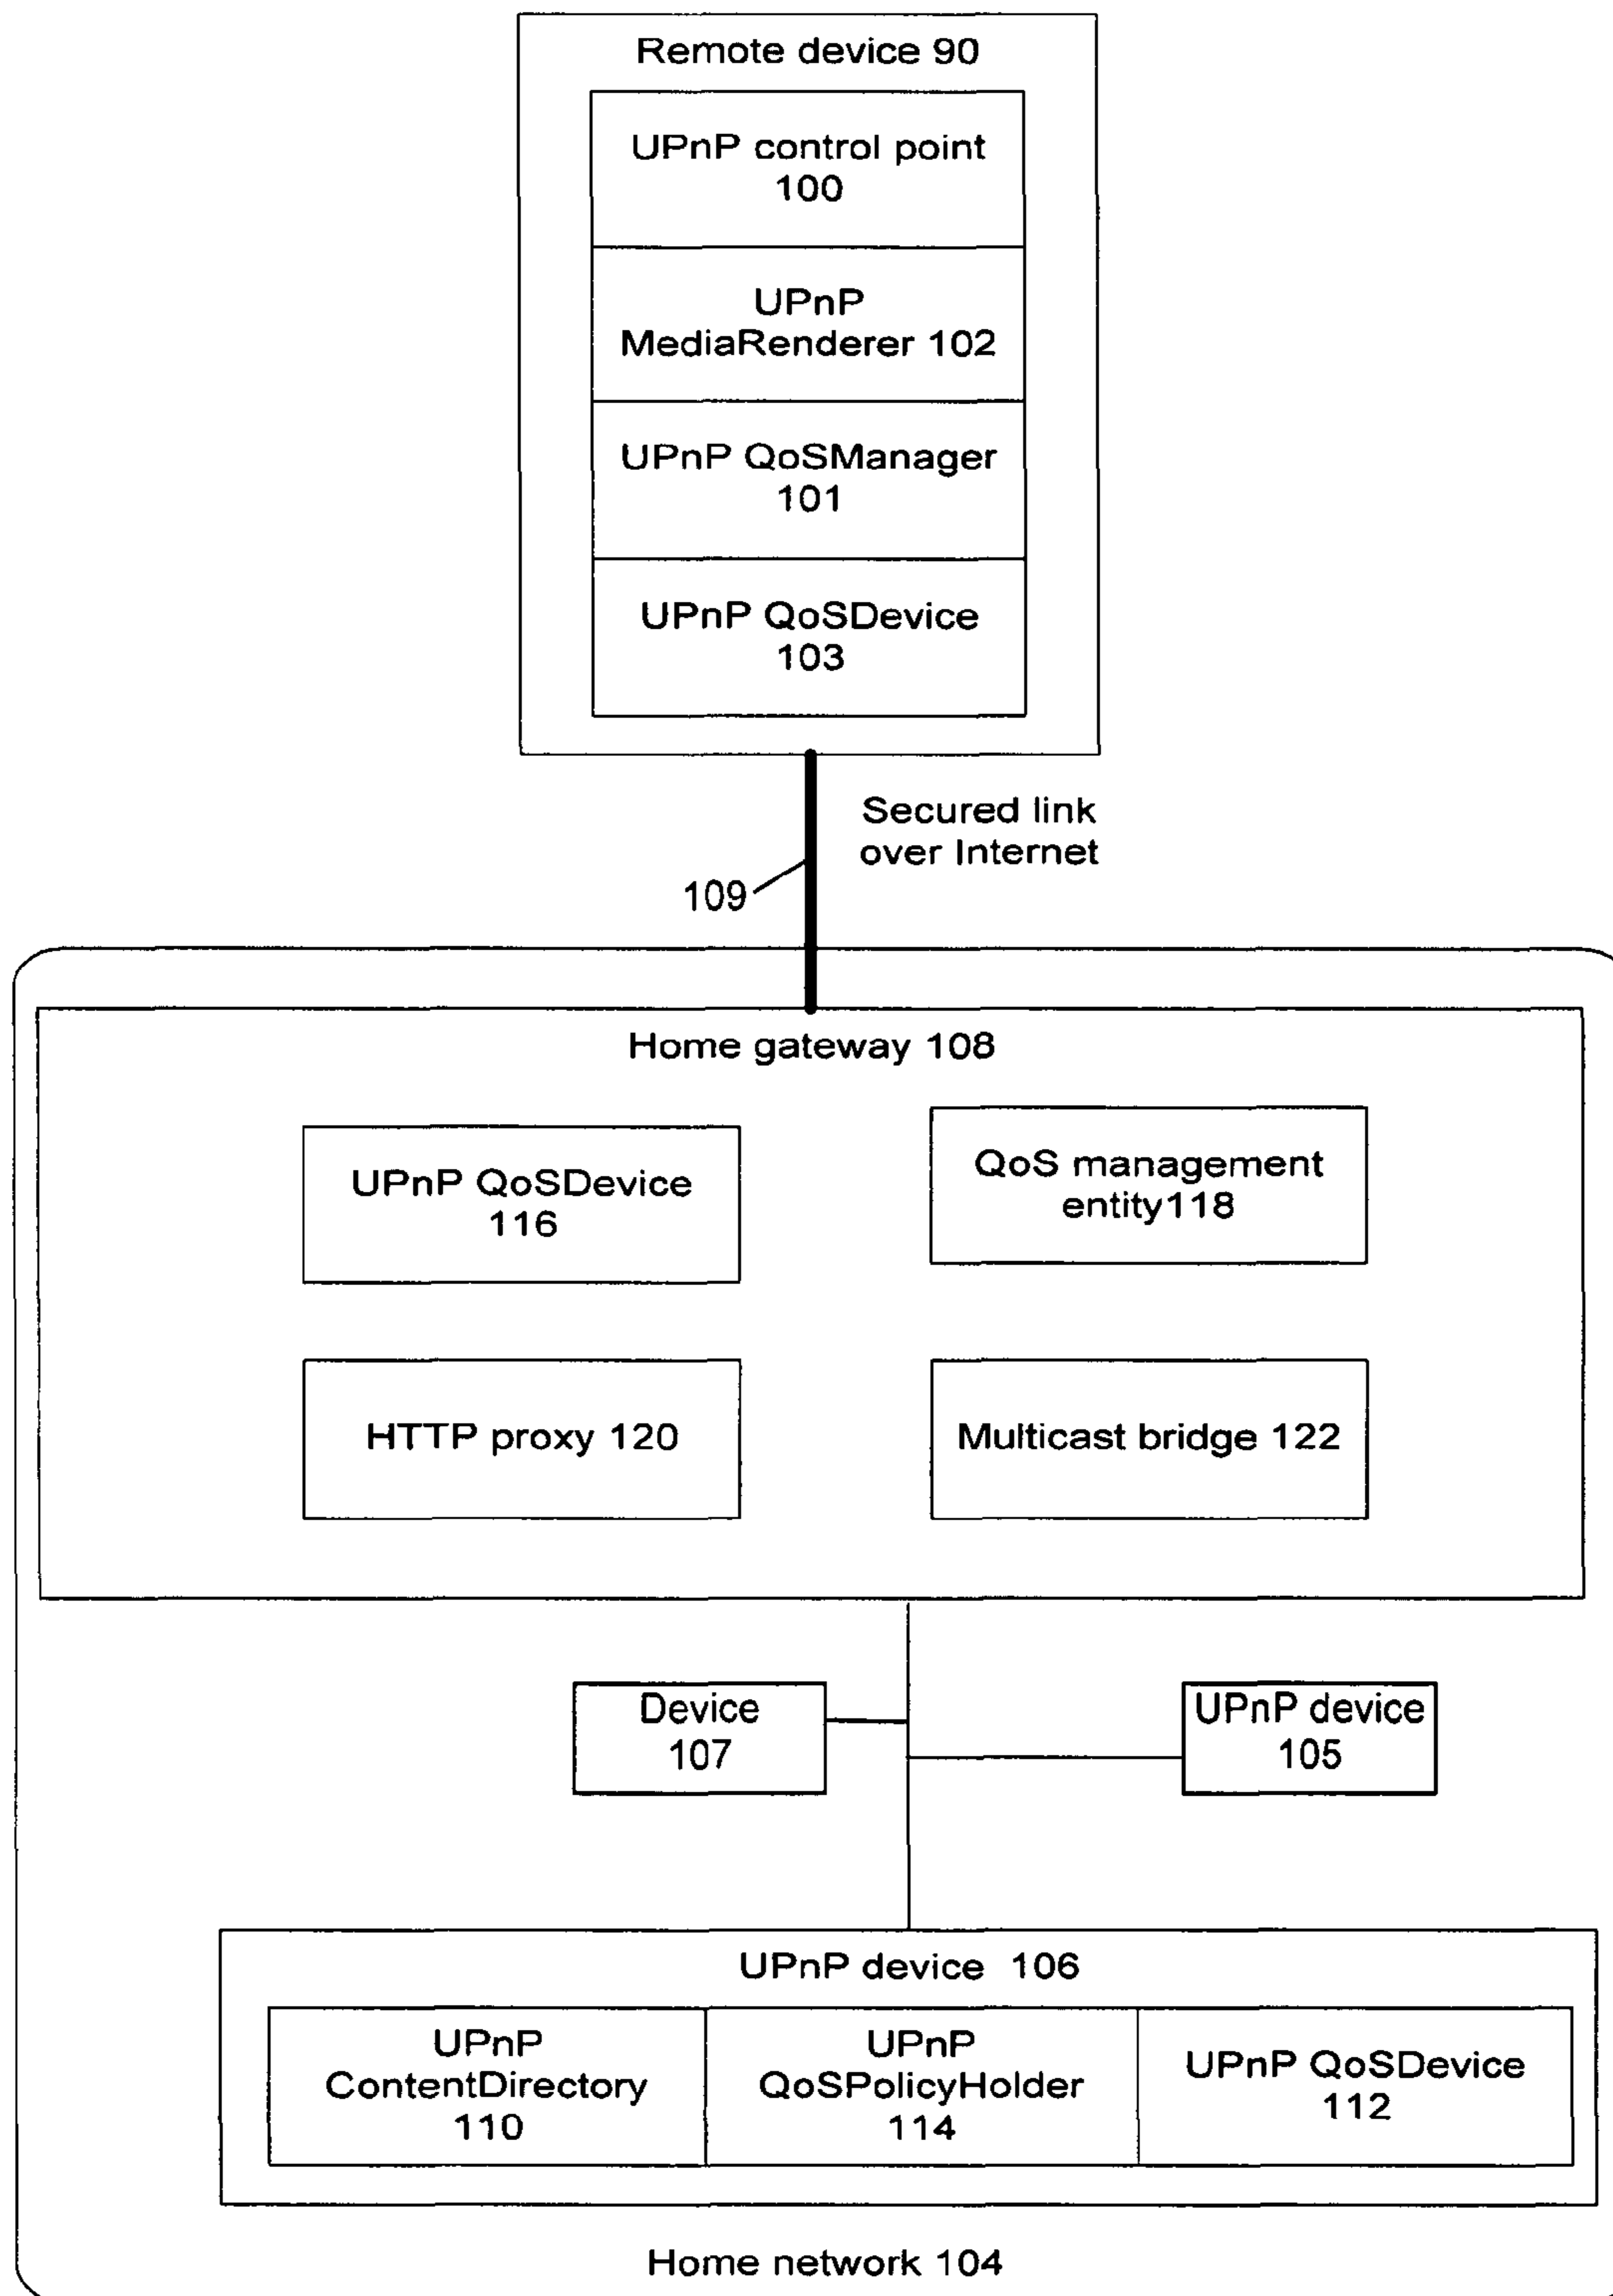 Remote device 90
UPnP control point
100
UPnP
MediaRenderer 102
UPnP QoSManager
101
UPnP QoSDevice
103
Secured link
over Internet
109
Home gateway 108
UPnP QoSDevice
116
QoS management
entity118
HTTP proxy 120
Multicast bridge 122
Device
107
UPnP device
105
UPnP device 106
UPnP
ContentDirectory
110
UPnP
QoSPolicyHolder
114
UPnP QoSDevice
112
Home network 104